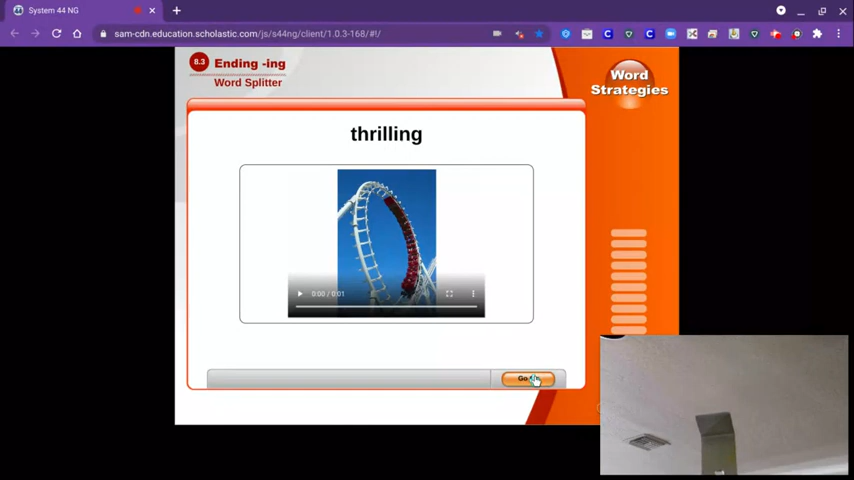 System 44 NG
sam-cdn.education.scholastic.com/js/s44ng/client/1.0.3-168/#!/
8.3 Ending -ing
Word Splitter
Word
Strategies
thrilling
0:00 / 0:01
Go